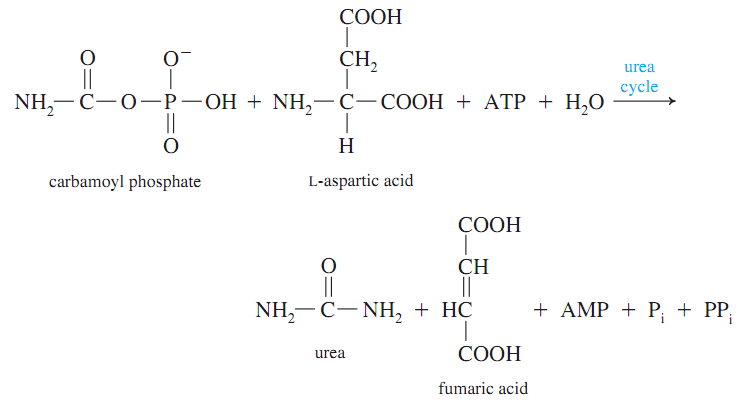 COOH
CH₂
O O⁻
NH₂—C—O—P—OH + NH₂—C—COOH + ATP + H₂O urea cycle →
O H
carbamoyl phosphate L-aspartic acid
COOH
CH
O
NH₂—C—NH₂ + HC + AMP + Pᵢ + PPᵢ
urea COOH
fumaric acid